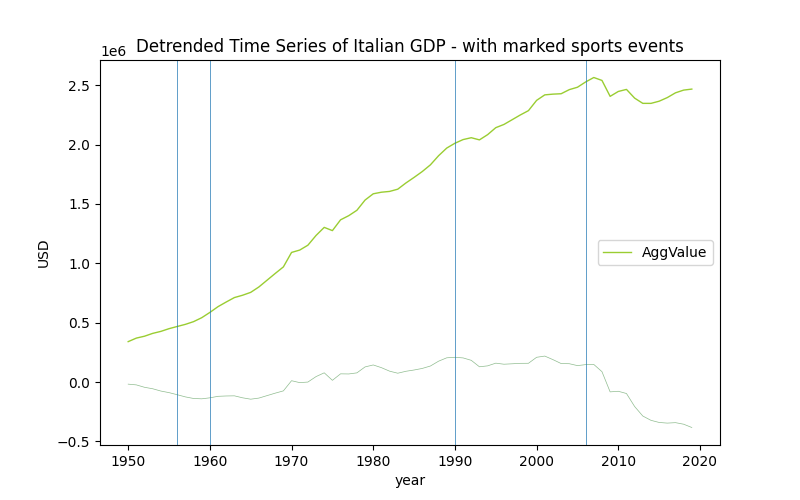 Detrended Time Series of Italian GDP - with marked sports events
1e6
2.5
2.0
1.5
1.0
0.5
0.0
−0.5
USD
AggValue
1950 1960 1970 1980 1990 2000 2010 2020
year